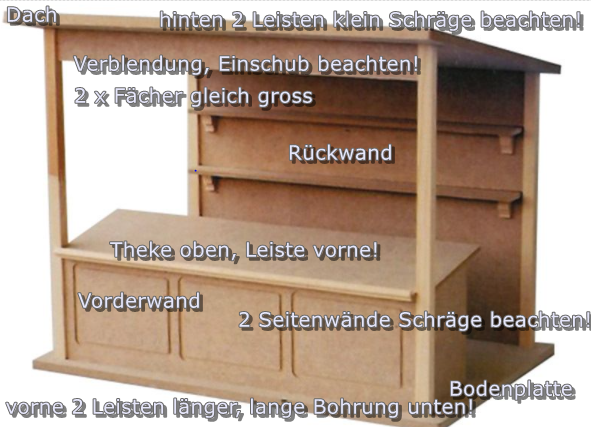 Dach
hinten 2 Leisten klein Schräge beachten!
Verblendung, Einschub beachten!
2 x Fächer gleich gross
Rückwand
Theke oben, Leiste vorne!
Vorderwand
2 Seitenwände Schräge beachten!
Bodenplatte
vorne 2 Leisten länger, lange Bohrung unten!